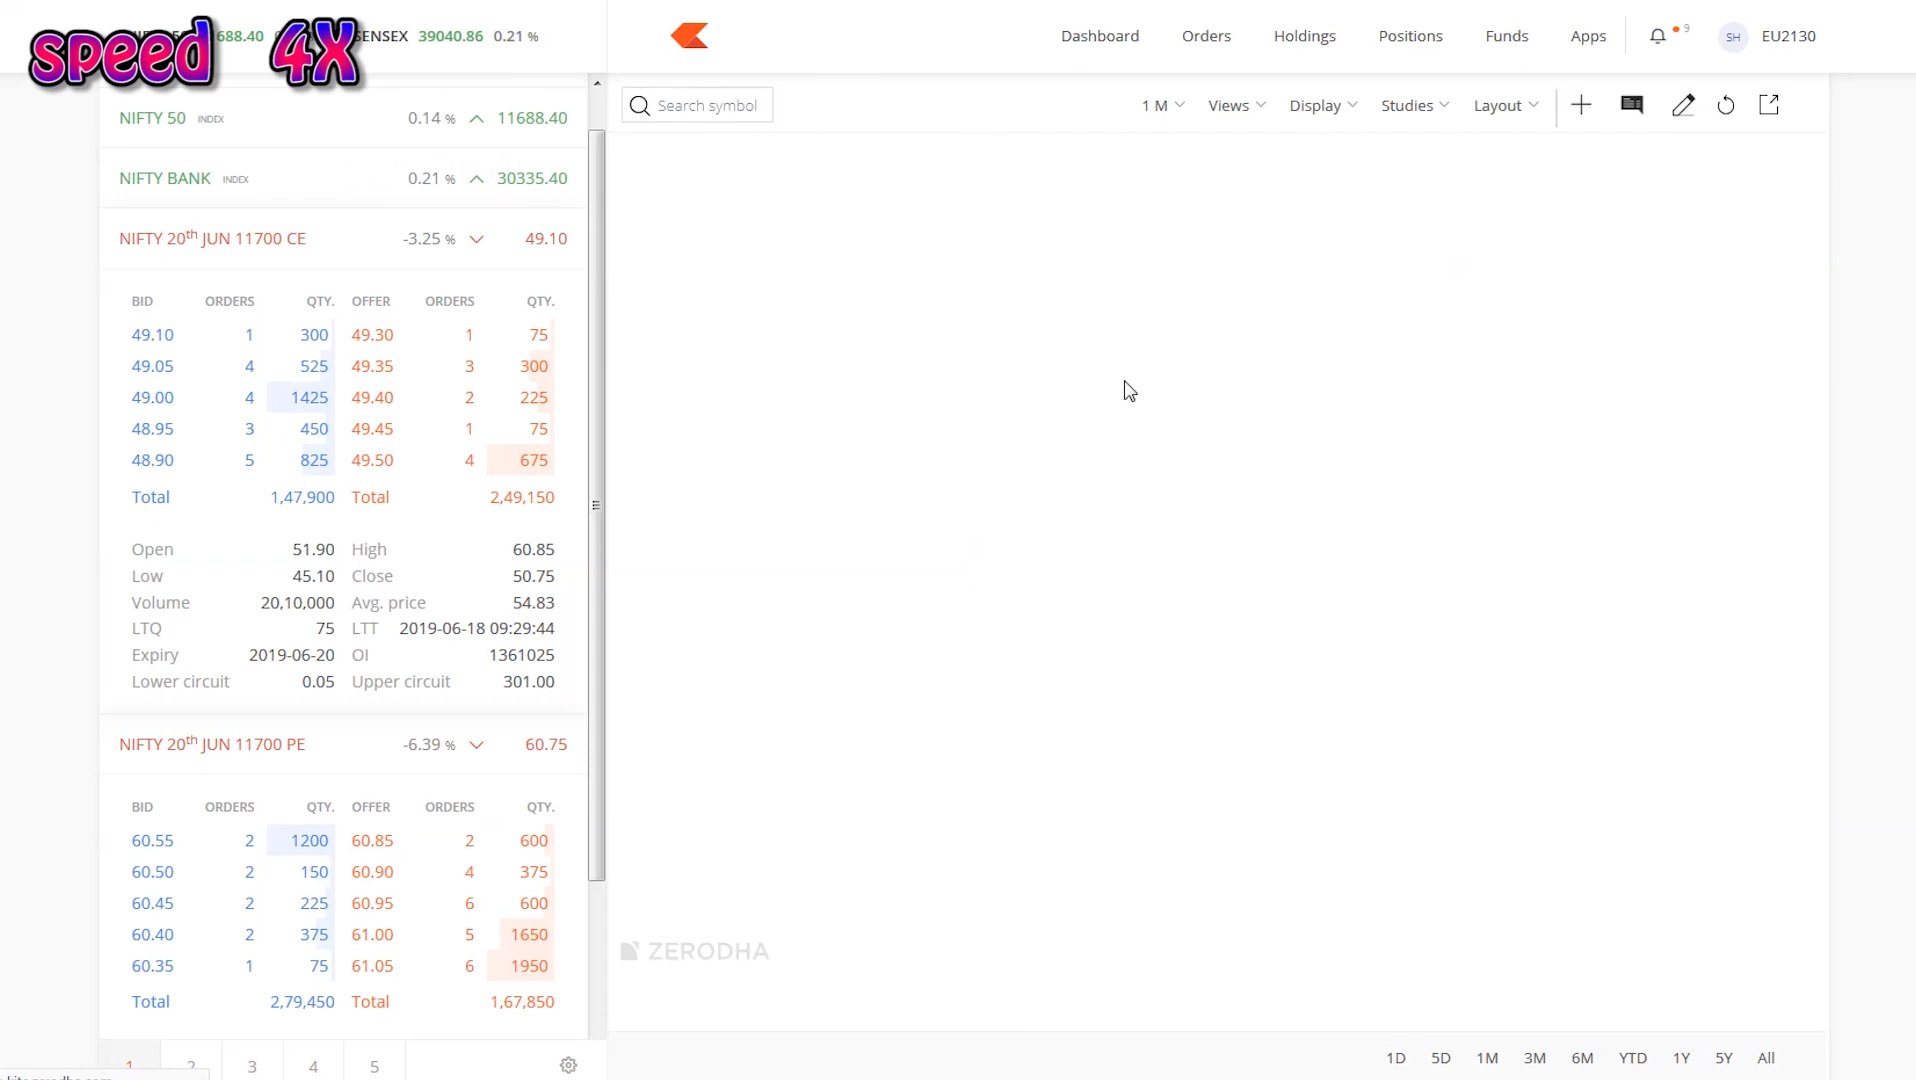 speed 4X
688.40 SENSEX 39040.86 0.21 %
Dashboard Orders Holdings Positions Funds Apps 9 SH EU2130
Search symbol 1 M Views Display Studies Layout
NIFTY 50 INDEX 0.14 % 11688.40
NIFTY BANK INDEX 0.21 % 30335.40
NIFTY 20th JUN 11700 CE -3.25 % 49.10
BID ORDERS QTY. OFFER ORDERS QTY.
49.10 1 300 49.30 1 75
49.05 4 525 49.35 3 300
49.00 4 1425 49.40 2 225
48.95 3 450 49.45 1 75
48.90 5 825 49.50 4 675
Total 1,47,900 Total 2,49,150
Open 51.90 High 60.85
Low 45.10 Close 50.75
Volume 20,10,000 Avg. price 54.83
LTQ 75 LTT 2019-06-18 09:29:44
Expiry 2019-06-20 OI 1361025
Lower circuit 0.05 Upper circuit 301.00
NIFTY 20th JUN 11700 PE -6.39 % 60.75
BID ORDERS QTY. OFFER ORDERS QTY.
60.55 2 1200 60.85 2 600
60.50 2 150 60.90 4 375
60.45 2 225 60.95 6 600
60.40 2 375 61.00 5 1650
60.35 1 75 61.05 6 1950
Total 2,79,450 Total 1,67,850
ZERODHA
1 2 3 4 5
1D 5D 1M 3M 6M YTD 1Y 5Y All